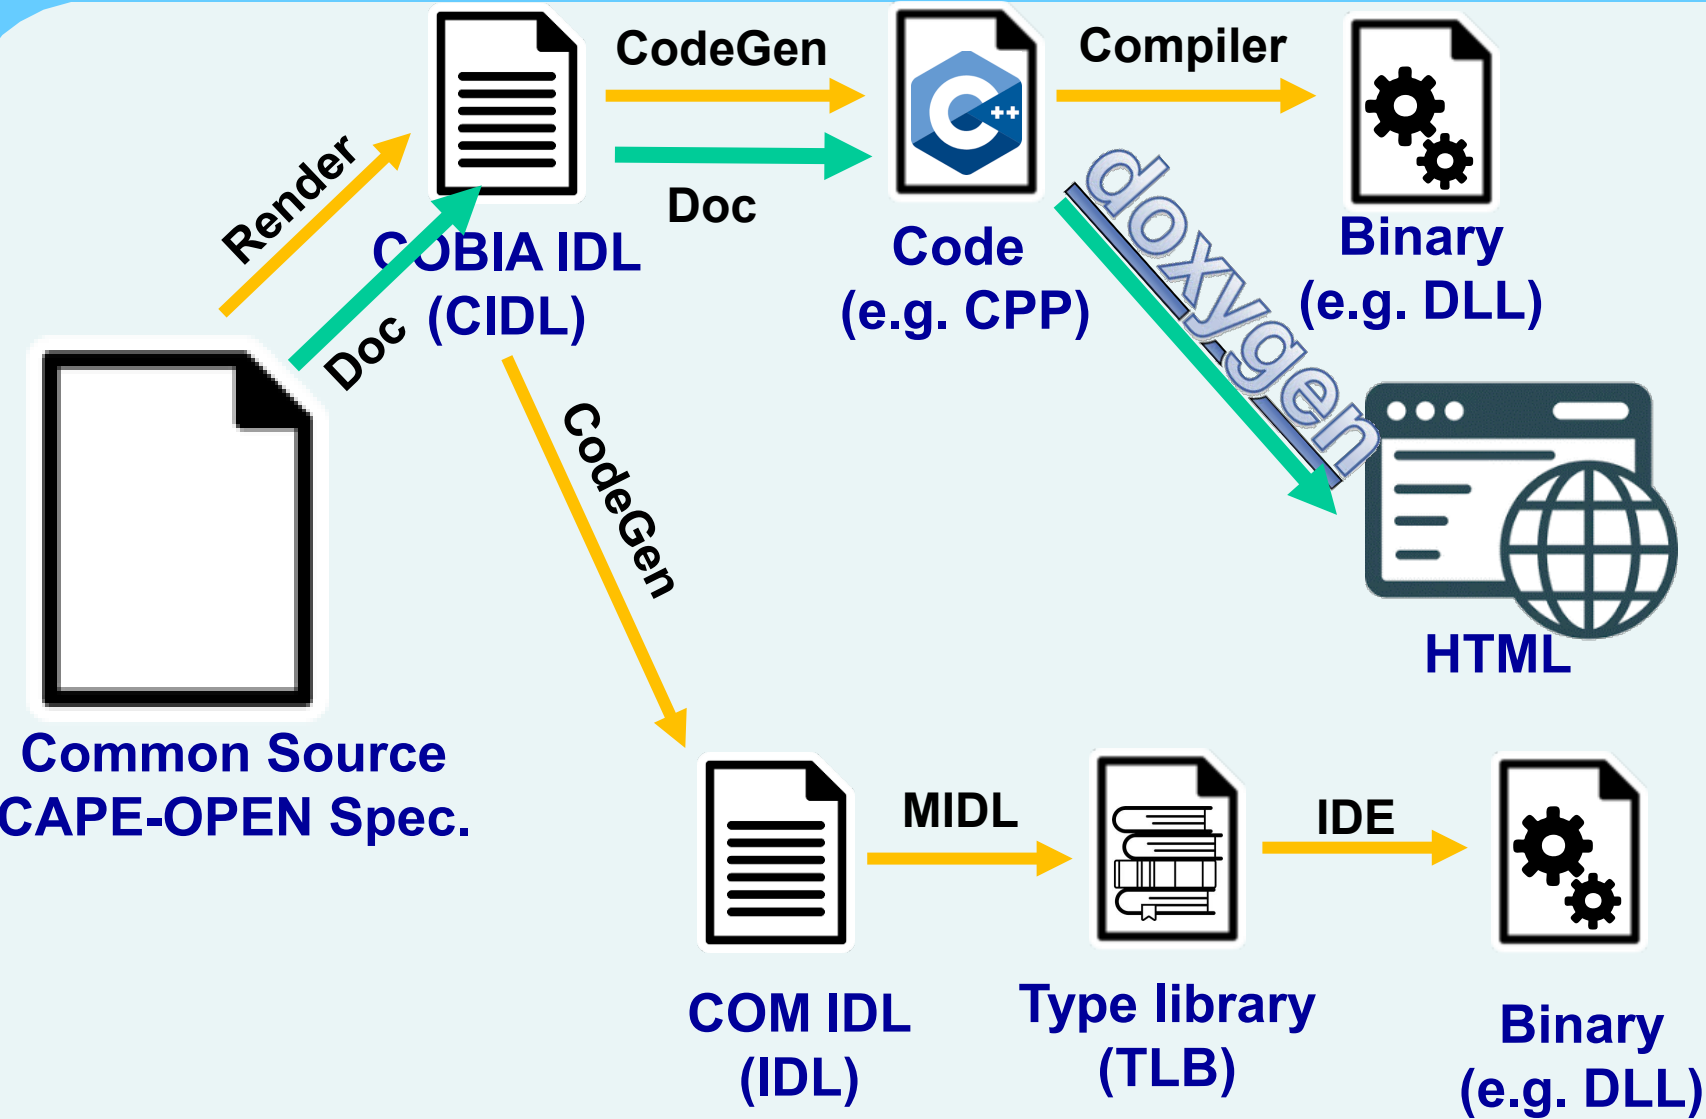 CodeGen
Compiler
Render
Doc
COBIA IDL
(CIDL)
Doc
C++
Code
(e.g. CPP)
doxygen
Binary
(e.g. DLL)
CodeGen
HTML
Common Source
CAPE-OPEN Spec.
MIDL
IDE
COM IDL
(IDL)
Type library
(TLB)
Binary
(e.g. DLL)